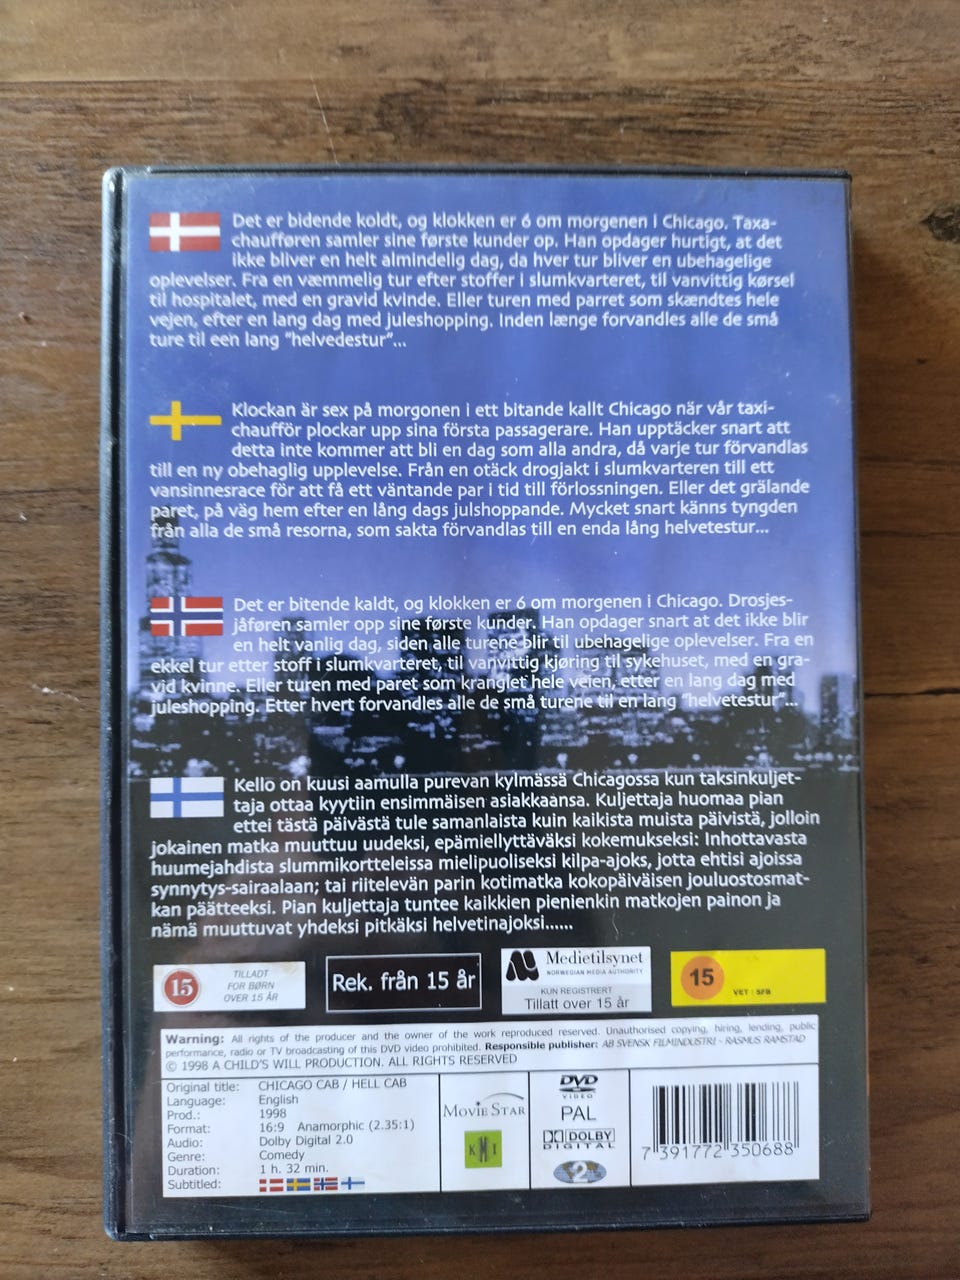 Det er bidende koldt, og klokken er 6 om morgenen i Chicago. Taxa-
chaufføren samler sine første kunder op. Han opdager hurtigt, at det
ikke bliver en helt almindelig dag, da hver tur bliver en ubehagelige
oplevelser. Fra en væmmelig tur efter stoffer i slumkvarteret, til vanvittig kørsel
til hospitalet, med en gravid kvinde. Eller turen med parret som skændtes hele
vejen, efter en lang dag med juleshopping. Inden længe forvandles alle de små
ture til een lang "helvedestur"...
Klockan är sex på morgonen i ett bitande kallt Chicago när vår taxi-
chaufför plockar upp sina första passagerare. Han upptäcker snart att
detta inte kommer att bli en dag som alla andra, då varje tur förvandlas
till en ny obehaglig upplevelse. Från en otäck drogjakt i slumkvarteren till ett
vansinnesrace för att få ett väntande par i tid till förlossningen. Eller det grälande
paret, på väg hem efter en lång dags julshoppande. Mycket snart känns tyngden
från alla de små resorna, som sakta förvandlas till en enda lång helvetestur...
Det er bitende kaldt, og klokken er 6 om morgenen i Chicago. Drosjes-
jåføren samler opp sine første kunder. Han opdager snart at det ikke blir
en helt vanlig dag, siden alle turene blir til ubehagelige oplevelser. Fra en
ekkel tur etter stoff i slumkvarteret, til vanvittig kjøring til sykehuset, med en gra-
vid kvinne. Eller turen med paret som kranglet hele veien, etter en lang dag med
juleshopping. Etter hvert forvandles alle de små turene til en lang "helvetestur"...
Kello on kuusi aamulla purevan kylmässä Chicagossa kun taksinkuljet-
taja ottaa kyytiin ensimmäisen asiakkaansa. Kuljettaja huomaa pian
ettei tästä päivästä tule samanlaista kuin kaikista muista päivistä, jolloin
jokainen matka muuttuu uudeksi, epämiellyttäväksi kokemukseksi: Inhottavasta
huumejahdista slummikortteleissa mielipuoliseksi kilpa-ajoks, jotta ehtisi ajoissa
synnytys-sairaalaan; tai riitelevän parin kotimatka kokopäiväisen jouluostosmat-
kan päätteeksi. Pian kuljettaja tuntee kaikkien pienienkin matkojen painon ja
nämä muuttuvat yhdeksi pitkäksi helvetinajoksi......
15 TILLADT
FOR BØRN
OVER 15 ÅR
Rek. från 15 år
Medietilsynet
NORWEGIAN MEDIA AUTHORITY
KUN REGISTRERT
Tillatt over 15 år
15
VET : SFB
Warning: All rights of the producer and the owner of the work reproduced reserved. Unauthorised copying, hiring, lending, public
performance, radio or TV broadcasting of this DVD video prohibited. Responsible publisher: AB SVENSK FILMINDUSTRI - RASMUS RAMSTAD
© 1998 A CHILD'S WILL PRODUCTION. ALL RIGHTS RESERVED
Original title: CHICAGO CAB / HELL CAB
Language: English
Prod.: 1998
Format: 16:9 Anamorphic (2.35:1)
Audio: Dolby Digital 2.0
Genre: Comedy
Duration: 1 h. 32 min.
Subtitled:
MOVIE STAR
KMI
DVD
VIDEO
PAL
DOLBY
DIGITAL
2
7 391772 350688